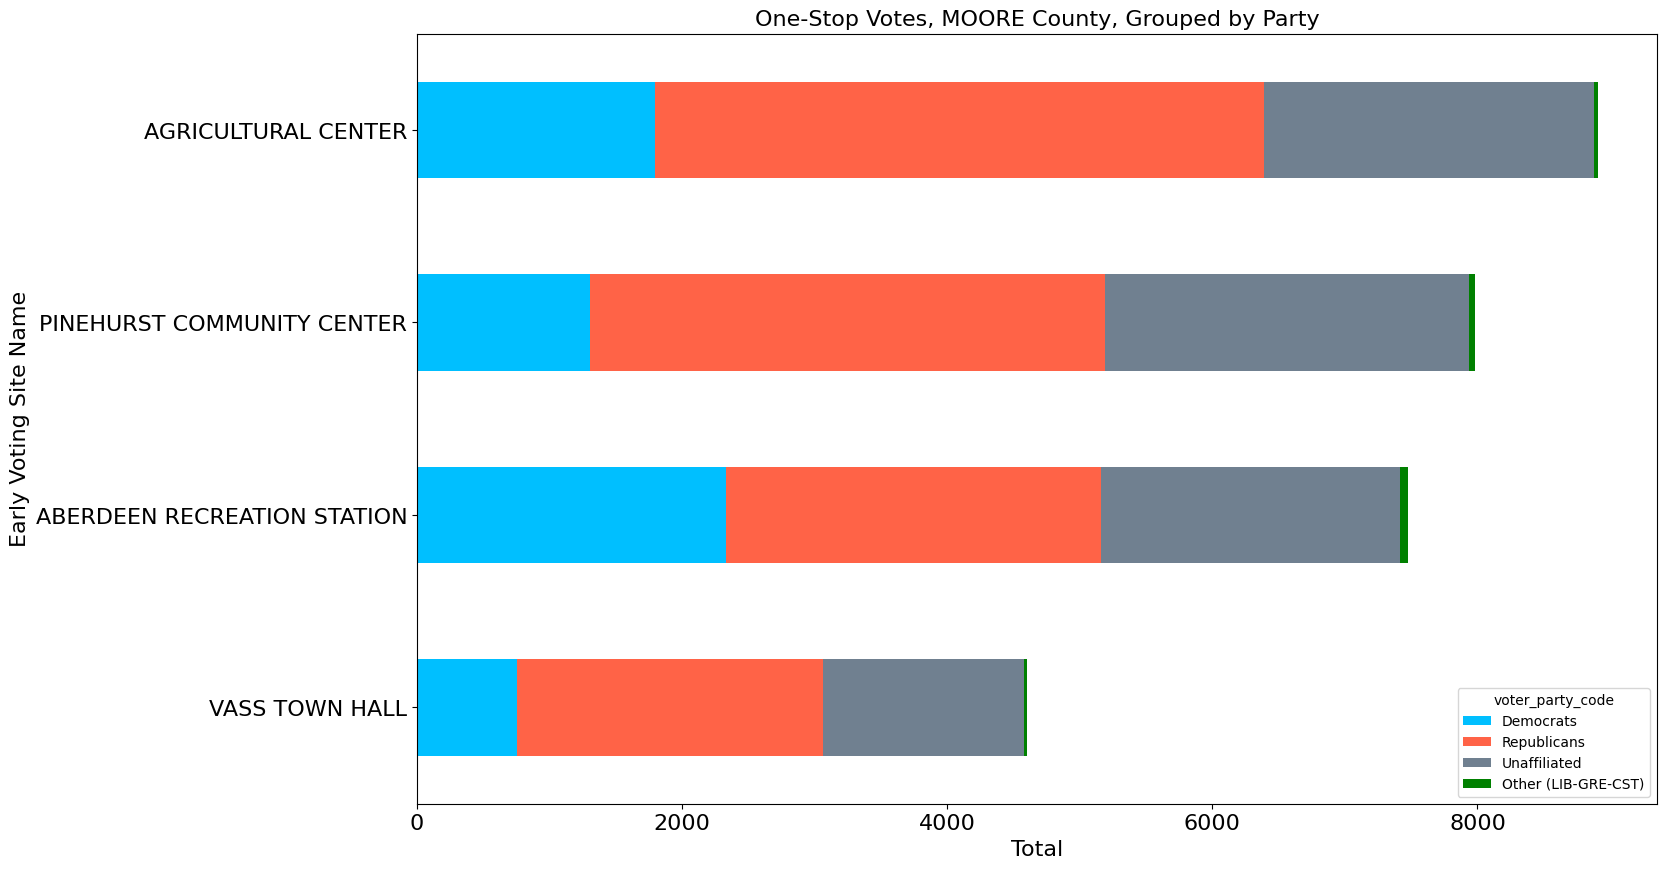 One-Stop Votes, MOORE County, Grouped by Party
Early Voting Site Name
AGRICULTURAL CENTER
PINEHURST COMMUNITY CENTER
ABERDEEN RECREATION STATION
VASS TOWN HALL
voter_party_code
Democrats
Republicans
Unaffiliated
Other (LIB-GRE-CST)
0 2000 4000 6000 8000
Total